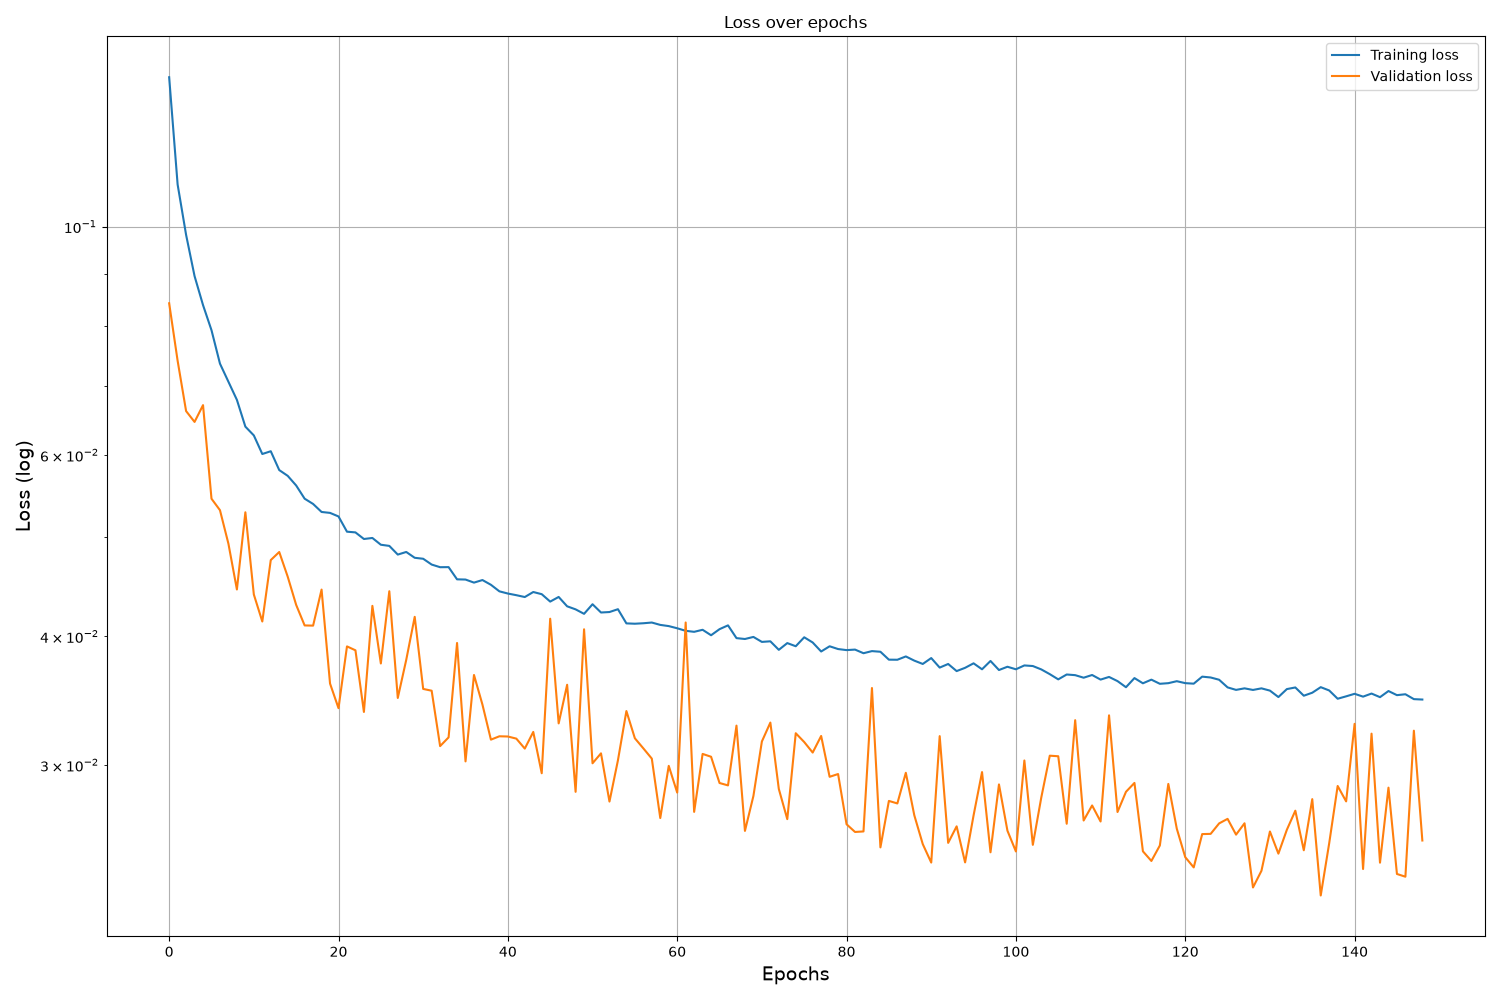 Loss over epochs
Training loss
Validation loss
10⁻¹
6 × 10⁻²
4 × 10⁻²
3 × 10⁻²
Loss (log)
0 20 40 60 80 100 120 140
Epochs